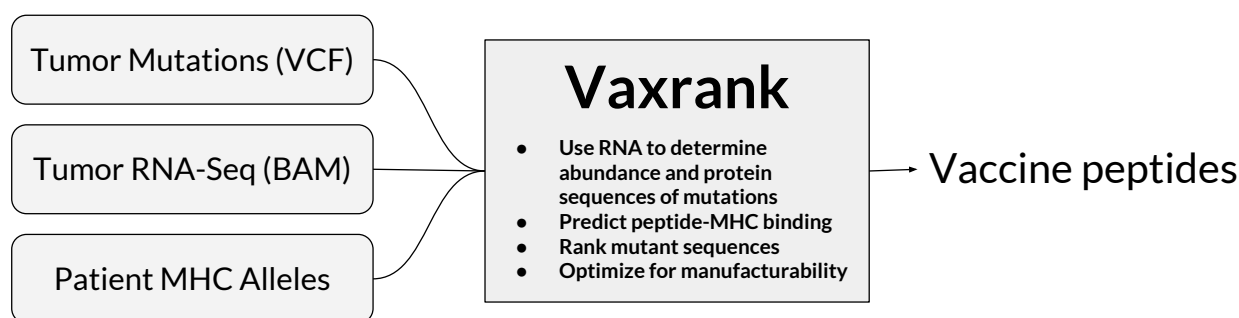 Tumor Mutations (VCF)
Tumor RNA-Seq (BAM)
Patient MHC Alleles
Vaxrank
● Use RNA to determine
abundance and protein
sequences of mutations
● Predict peptide-MHC binding
● Rank mutant sequences
● Optimize for manufacturability
Vaccine peptides